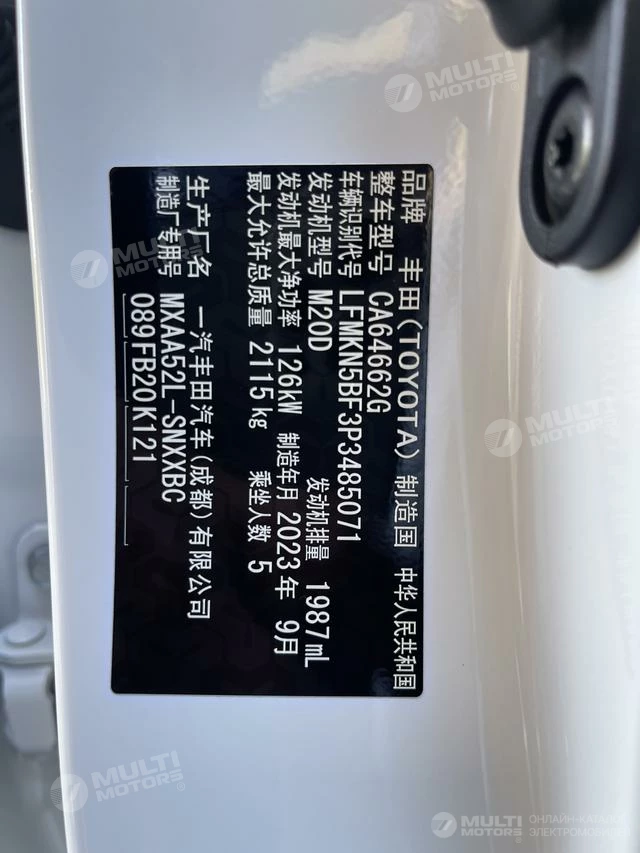 品牌 丰田(TOYOTA) 制造国 中华人民共和国
整车型号 CA64662G
车辆识别代号 LFMKN5BF3P3485071
发动机型号 M20D 发动机排量 1987mL
发动机最大净功率 126kW 制造年月 2023年 9月
最大允许总质量 2115kg 乘坐人数 5
生产厂名 一汽丰田汽车(成都)有限公司
制造厂专用号 MXAA52L-SNXXBC
089FB20K121
MULTI MOTORS
MULTI MOTORS
MULTI MOTORS
MULTI MOTORS
MULTI MOTORS